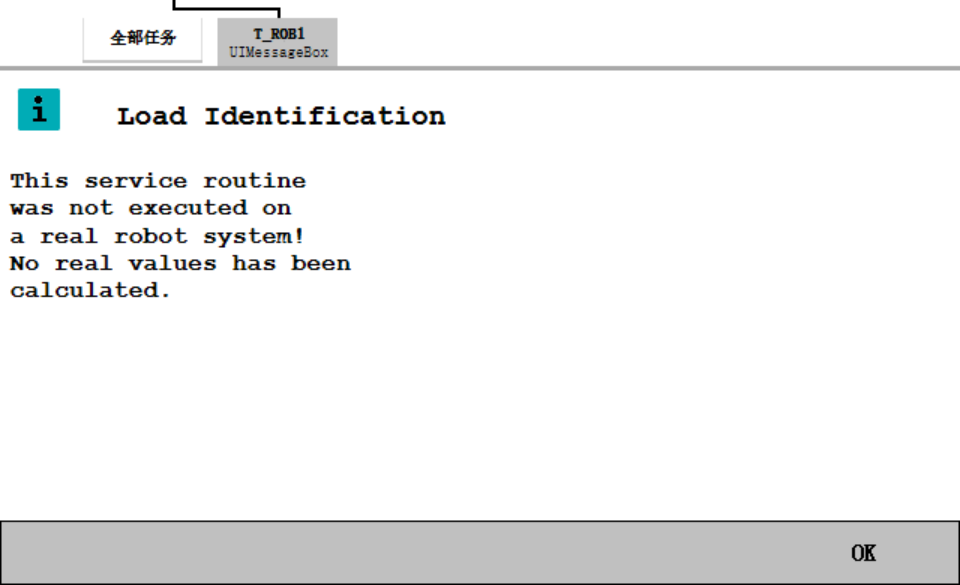 全部任务
T_ROB1
UIMessageBox
i
Load Identification
This service routine
was not executed on
a real robot system!
No real values has been
calculated.
OK